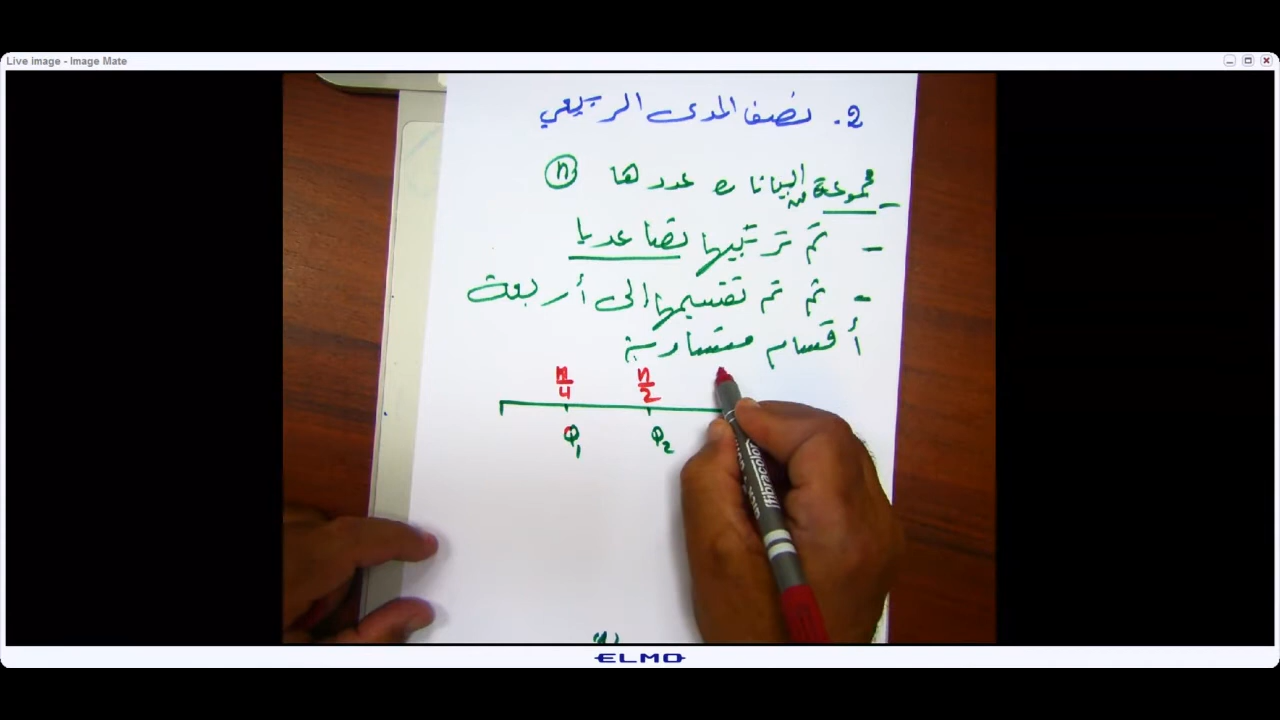 Live image - Image Mate
2. نصف المدى الربيعي
- مجموعة من البيانات عددها n
- تم ترتيبها تصاعديا
- ثم تم تقسيمها إلى أربعة
أقسام متساوية
n/4 n/2
Q1 Q2
ELMO